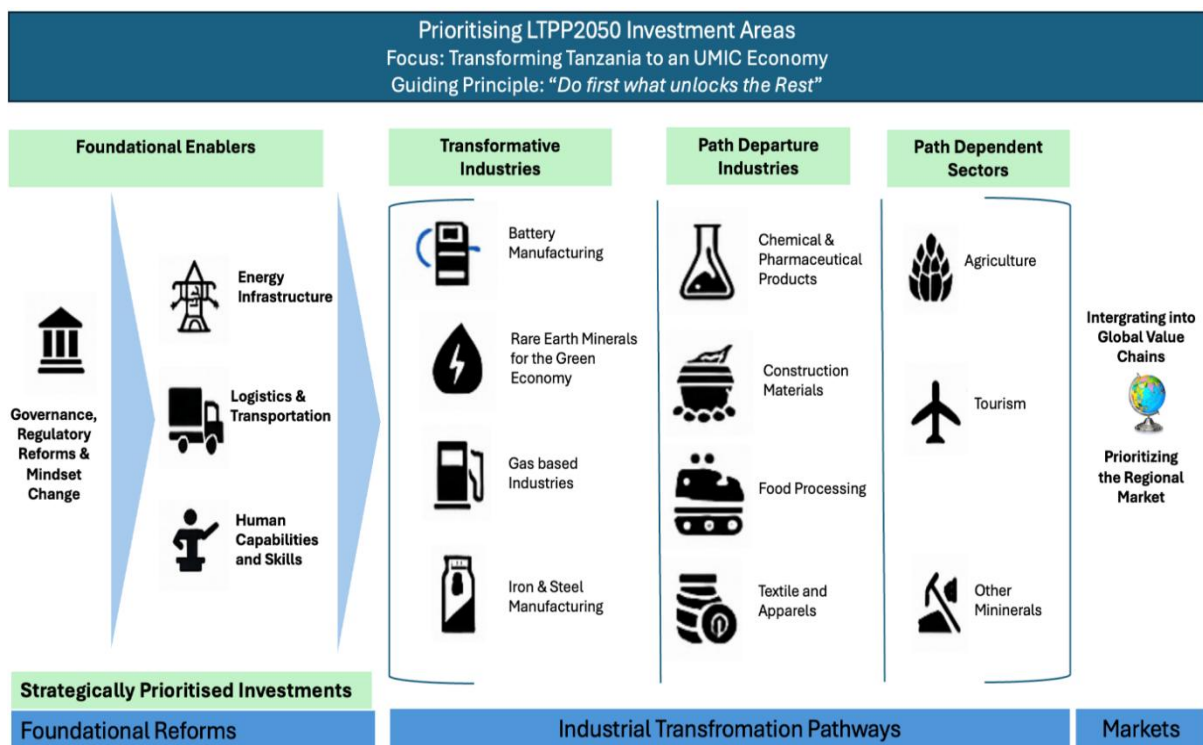 Prioritising LTPP2050 Investment Areas
Focus: Transforming Tanzania to an UMIC Economy
Guiding Principle: “Do first what unlocks the Rest”
Foundational Enablers
Governance,
Regulatory
Reforms &
Mindset
Change
Energy
Infrastructure
Logistics &
Transportation
Human
Capabilities
and Skills
Transformative
Industries
Battery
Manufacturing
Rare Earth Minerals
for the Green
Economy
Gas based
Industries
Iron & Steel
Manufacturing
Path Departure
Industries
Chemical &
Pharmaceutical
Products
Construction
Materials
Food Processing
Textile and
Apparels
Path Dependent
Sectors
Agriculture
Tourism
Other
Mininerals
Intergrating into
Global Value
Chains
Prioritizing
the Regional
Market
Strategically Prioritised Investments
Foundational Reforms
Industrial Transfromation Pathways
Markets